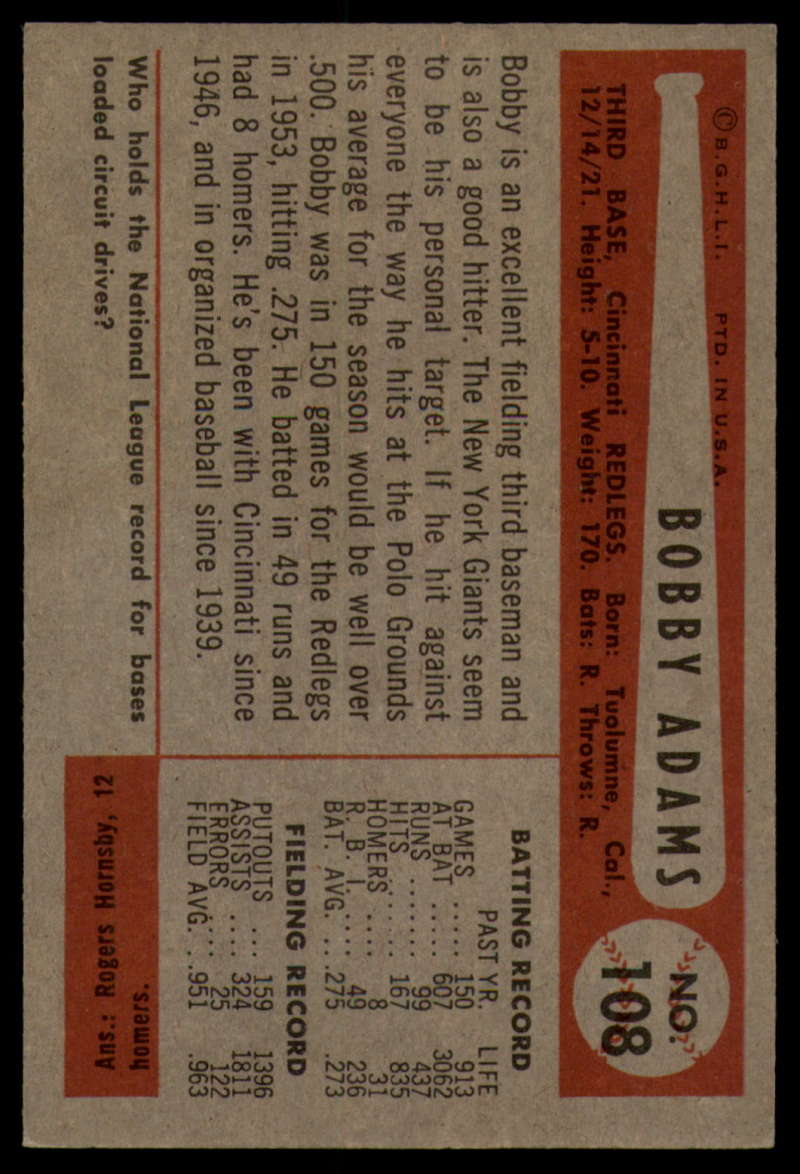 © B.G.H.L.I. PTD. IN U.S.A.
BOBBY ADAMS
NO.
108
THIRD BASE, Cincinnati REDLEGS. Born: Tuolumne, Cal.,
12/14/21. Height: 5-10. Weight: 170. Bats: R. Throws: R.
Bobby is an excellent fielding third baseman and
is also a good hitter. The New York Giants seem
to be his personal target. If he hit against
everyone the way he hits at the Polo Grounds
his average for the season would be well over
.500. Bobby was in 150 games for the Redlegs
in 1953, hitting .275. He batted in 49 runs and
had 8 homers. He's been with Cincinnati since
1946, and in organized baseball since 1939.
BATTING RECORD
PAST YR. LIFE
GAMES ..... 150 913
AT BAT ..... 607 3062
RUNS ....... 99 437
HITS ...... 167 835
HOMERS .... 8 31
R. B. I. .... 49 236
BAT. AVG. ...275 .273
FIELDING RECORD
PUTOUTS ... 159 1396
ASSISTS .... 324 1811
ERRORS .... 25 122
FIELD AVG. ..951 .963
Who holds the National League record for bases
loaded circuit drives?
Ans.: Rogers Hornsby, 12
homers.